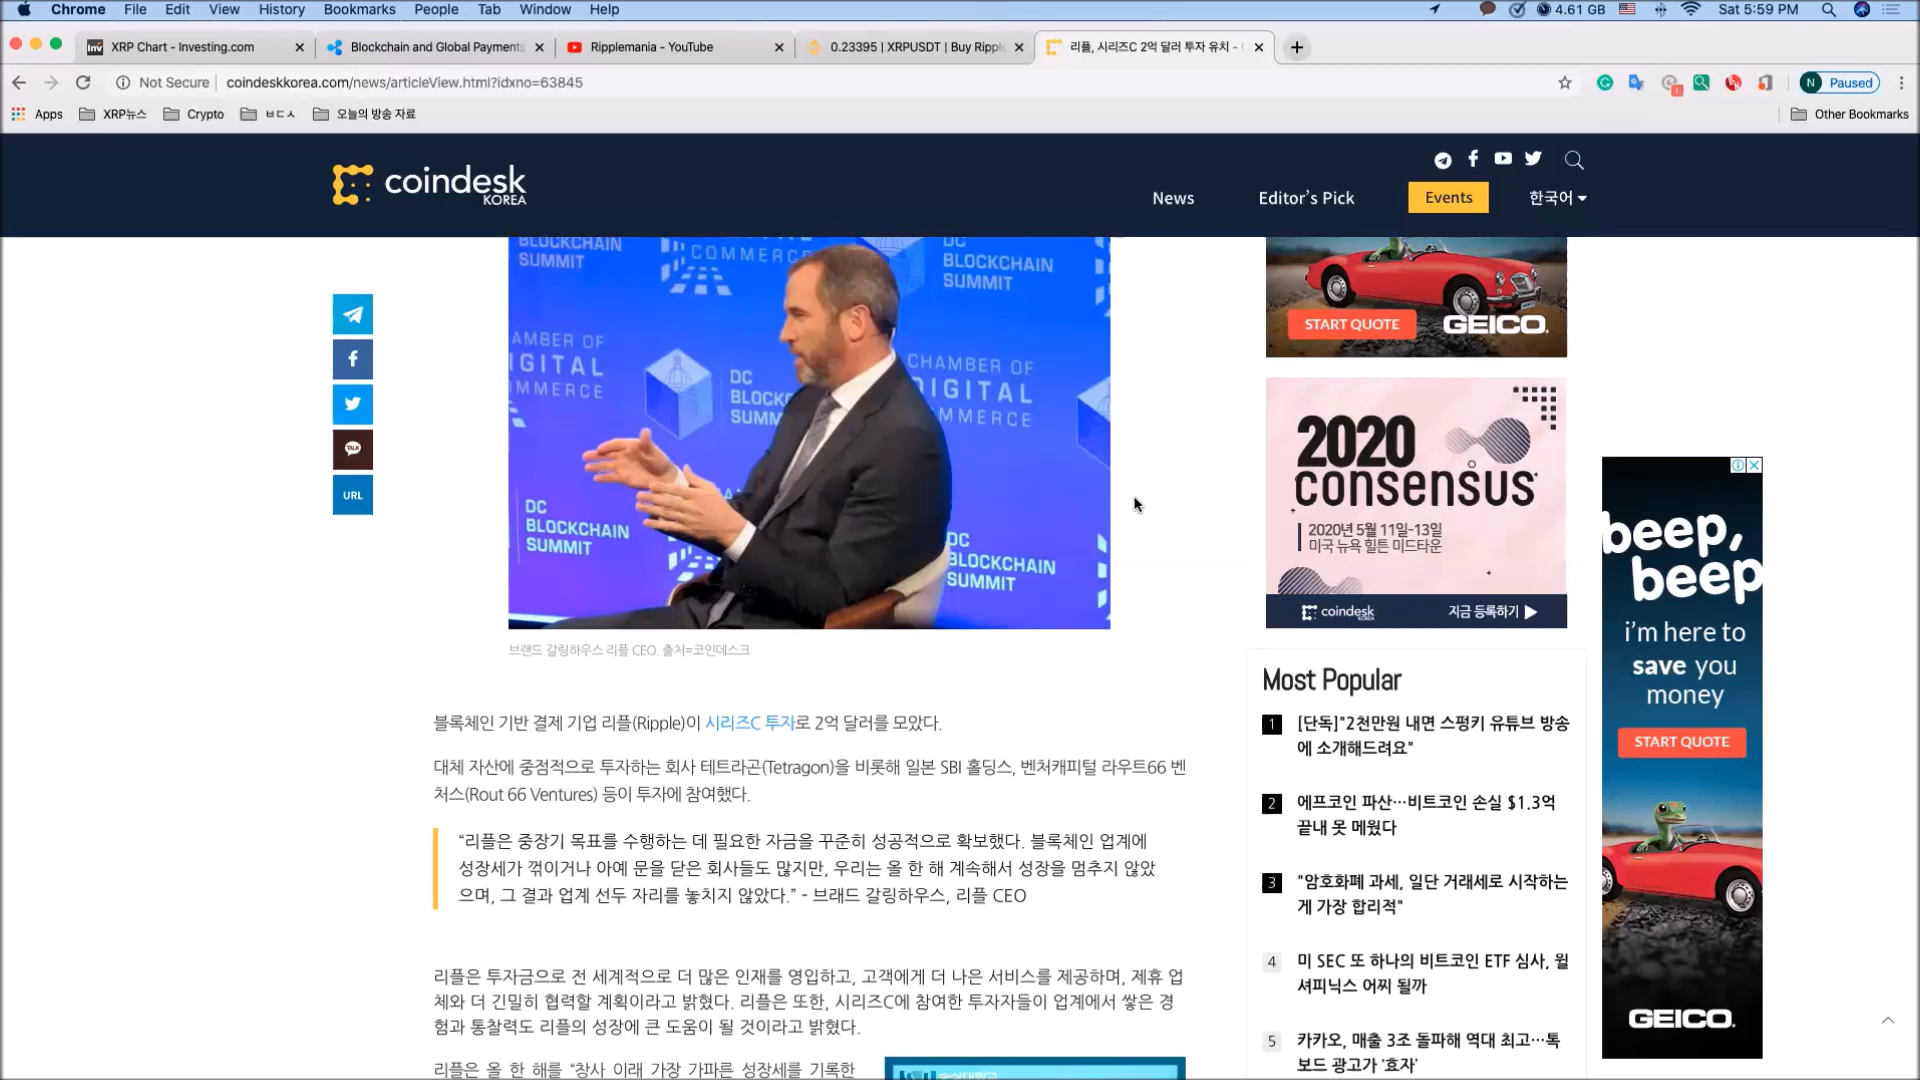 Chrome File Edit View History Bookmarks People Tab Window Help 4.61 GB Sat 5:59 PM
XRP Chart - Investing.com
Blockchain and Global Payments
Ripplemania - YouTube
0.23395 | XRPUSDT | Buy Ripple
리플, 시리즈C 2억 달러 투자 유치 -
Not Secure coindeskkorea.com/news/articleView.html?idxno=63845
N Paused
Apps XRP뉴스 Crypto ㅂㄷㅅ 오늘의 방송 자료 Other Bookmarks
coindesk
KOREA
News Editor's Pick Events 한국어
BLOCKCHAIN
SUMMIT
COMMERCE
DC
BLOCKCHAIN
SUMMIT
AMBER OF
IGITAL
MMERCE
DC
BLOCK
SUMM
CHAMBER OF
DIGITAL
MMERCE
DC
BLOCKCHAIN
SUMMIT
DC
BLOCKCHAIN
SUMMIT
TALK
URL
브랜드 갈링하우스 리플 CEO. 출처=코인데스크
블록체인 기반 결제 기업 리플(Ripple)이 시리즈C 투자로 2억 달러를 모았다.
대체 자산에 중점적으로 투자하는 회사 테트라곤(Tetragon)을 비롯해 일본 SBI 홀딩스, 벤처캐피털 라우트66 벤
처스(Rout 66 Ventures) 등이 투자에 참여했다.
“리플은 중장기 목표를 수행하는 데 필요한 자금을 꾸준히 성공적으로 확보했다. 블록체인 업계에
성장세가 꺾이거나 아예 문을 닫은 회사들도 많지만, 우리는 올 한 해 계속해서 성장을 멈추지 않았
으며, 그 결과 업계 선두 자리를 놓치지 않았다.” - 브래드 갈링하우스, 리플 CEO
리플은 투자금으로 전 세계적으로 더 많은 인재를 영입하고, 고객에게 더 나은 서비스를 제공하며, 제휴 업
체와 더 긴밀히 협력할 계획이라고 밝혔다. 리플은 또한, 시리즈C에 참여한 투자자들이 업계에서 쌓은 경
험과 통찰력도 리플의 성장에 큰 도움이 될 것이라고 밝혔다.
리플은 올 한 해를 “창사 이래 가장 가파른 성장세를 기록한
START QUOTE GEICO.
2020
consensus
2020년 5월 11일-13일
미국 뉴욕 힐튼 미드타운
coindesk KOREA 지금 등록하기 ▶
Most Popular
1 [단독]"2천만원 내면 스펑키 유튜브 방송
에 소개해드려요"
2 에프코인 파산…비트코인 손실 $1.3억
끝내 못 메웠다
3 "암호화폐 과세, 일단 거래세로 시작하는
게 가장 합리적"
4 미 SEC 또 하나의 비트코인 ETF 심사, 윌
셔피닉스 어찌 될까
5 카카오, 매출 3조 돌파해 역대 최고…톡
보드 광고가 '효자'
beep,
beep
i'm here to
save you
money
START QUOTE
GEICO.